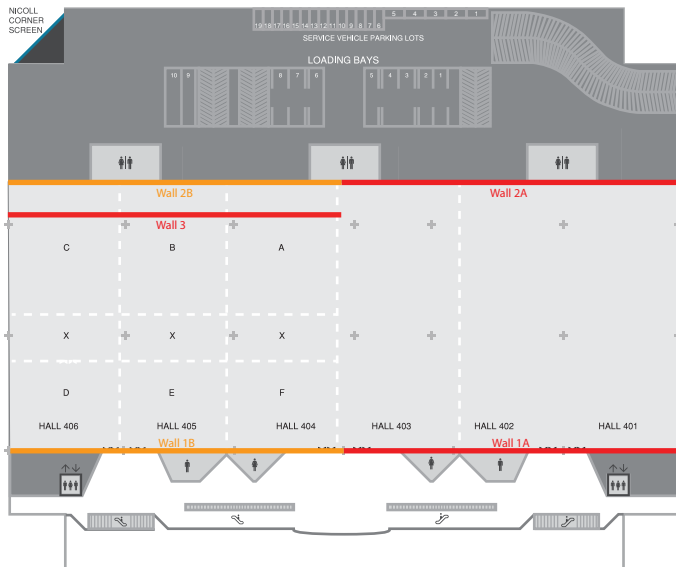 NICOLL
CORNER
SCREEN
19 18 17 16 15 14 13 12 11 10 9 8 7 6
5 4 3 2 1
SERVICE VEHICLE PARKING LOTS
LOADING BAYS
10 9 8 7 6 5 4 3 2 1
Wall 2B
Wall 2A
Wall 3
C B A
X X X
D E F
HALL 406 HALL 405 HALL 404 HALL 403 HALL 402 HALL 401
Wall 1B
Wall 1A